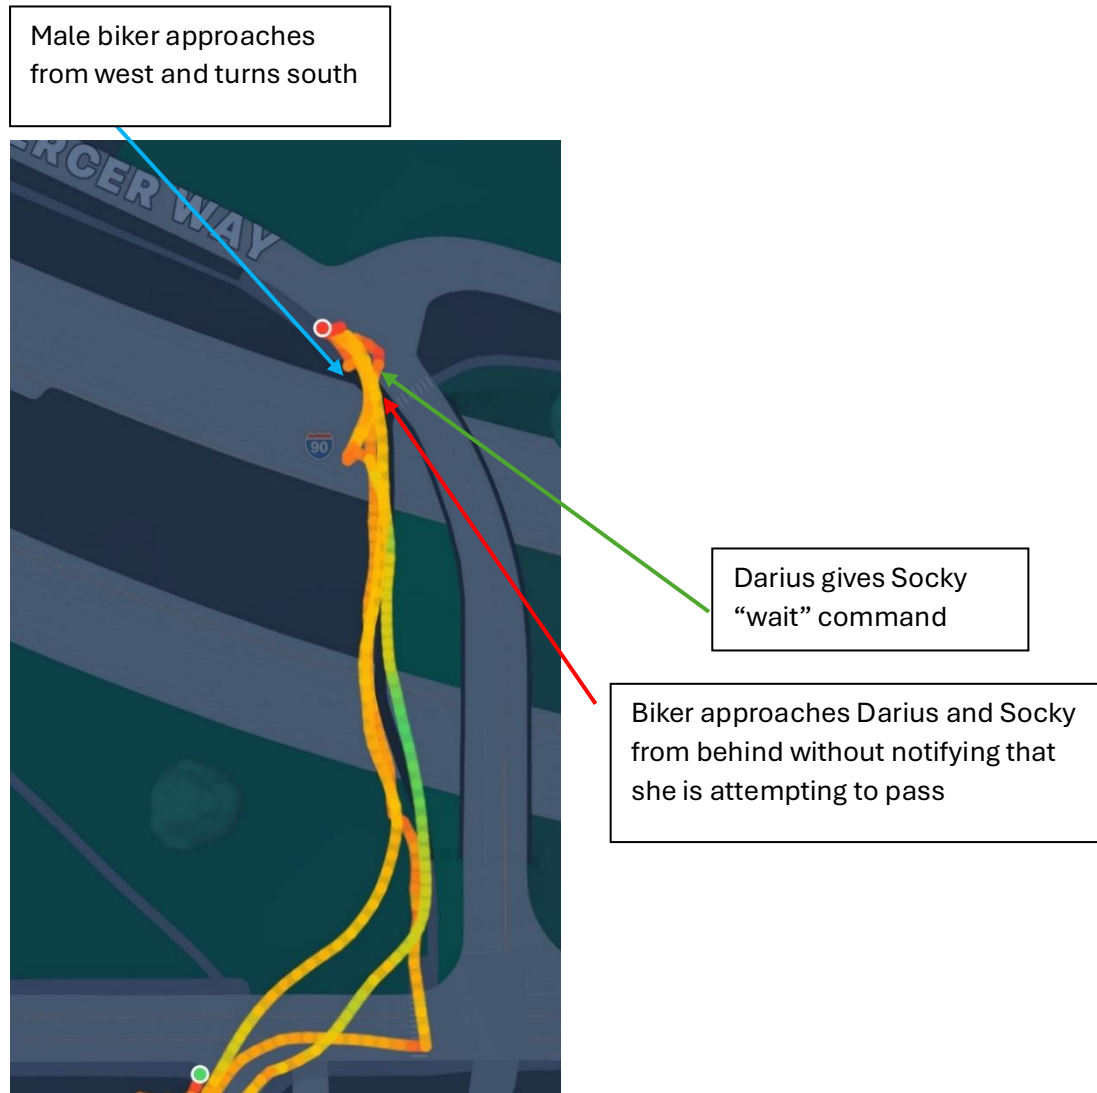 Male biker approaches
from west and turns south
ERCER WAY
90
Darius gives Socky
“wait” command
Biker approaches Darius and Socky
from behind without notifying that
she is attempting to pass